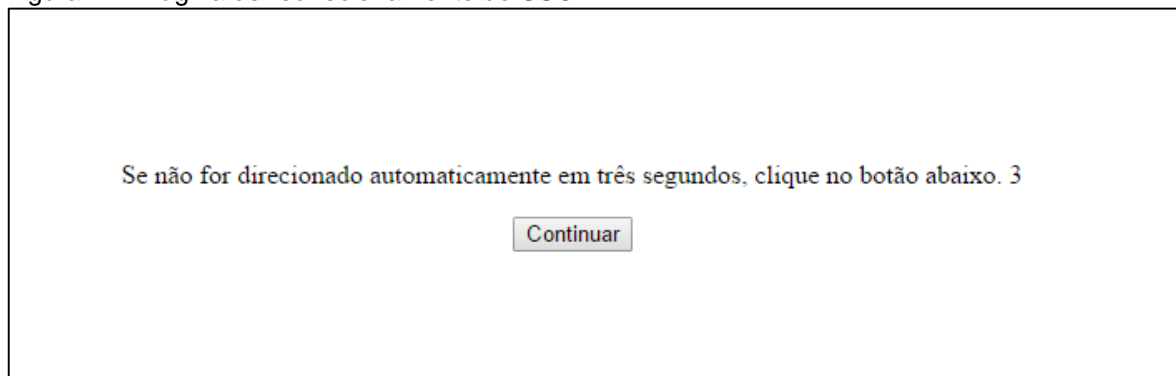 Se não for direcionado automaticamente em três segundos, clique no botão abaixo. 3
Continuar